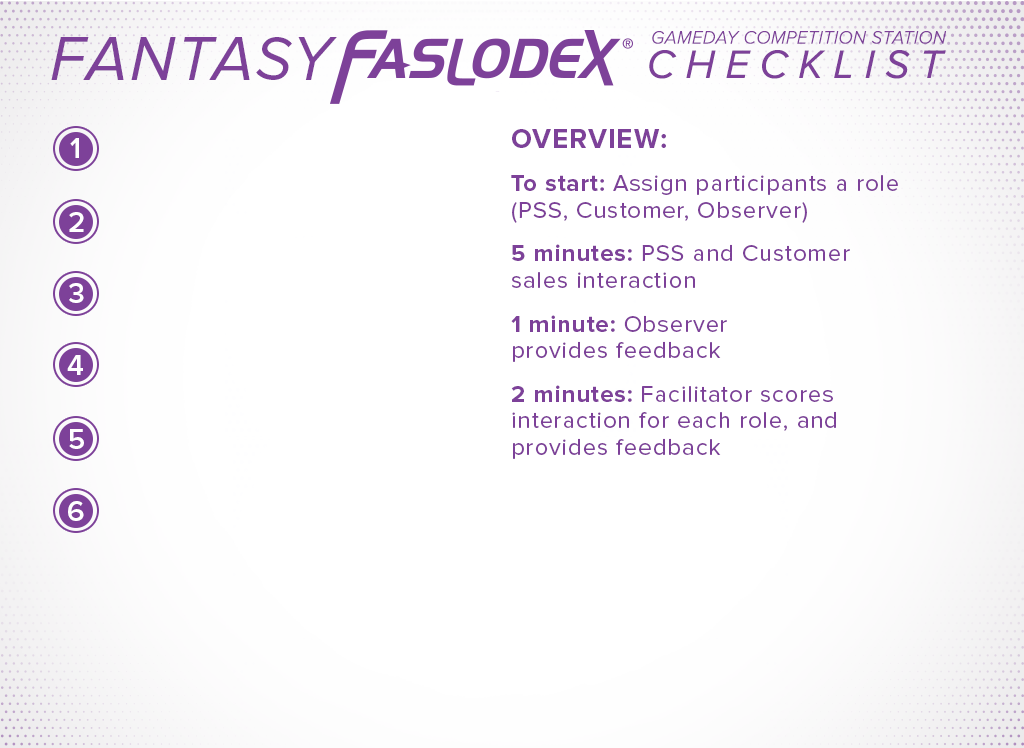 FANTASY FASLODEX® GAMEDAY COMPETITION STATION
CHECKLIST
1
2
3
4
5
6
OVERVIEW:
To start: Assign participants a role
(PSS, Customer, Observer)
5 minutes: PSS and Customer
sales interaction
1 minute: Observer
provides feedback
2 minutes: Facilitator scores
interaction for each role, and
provides feedback